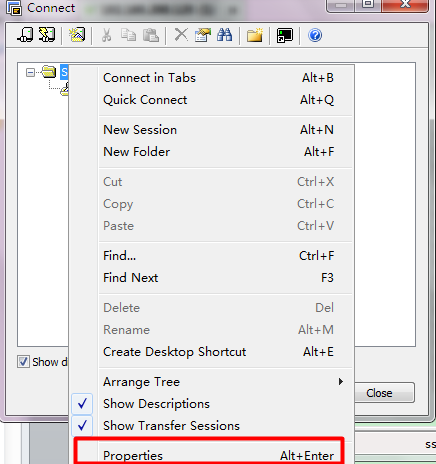 Connect
S
Connect in Tabs Alt+B
Quick Connect Alt+Q
New Session Alt+N
New Folder Alt+F
Cut Ctrl+X
Copy Ctrl+C
Paste Ctrl+V
Find... Ctrl+F
Find Next F3
Delete Del
Rename Alt+M
Create Desktop Shortcut Alt+E
Show d
Arrange Tree
Close
Show Descriptions
Show Transfer Sessions
ss
Properties Alt+Enter